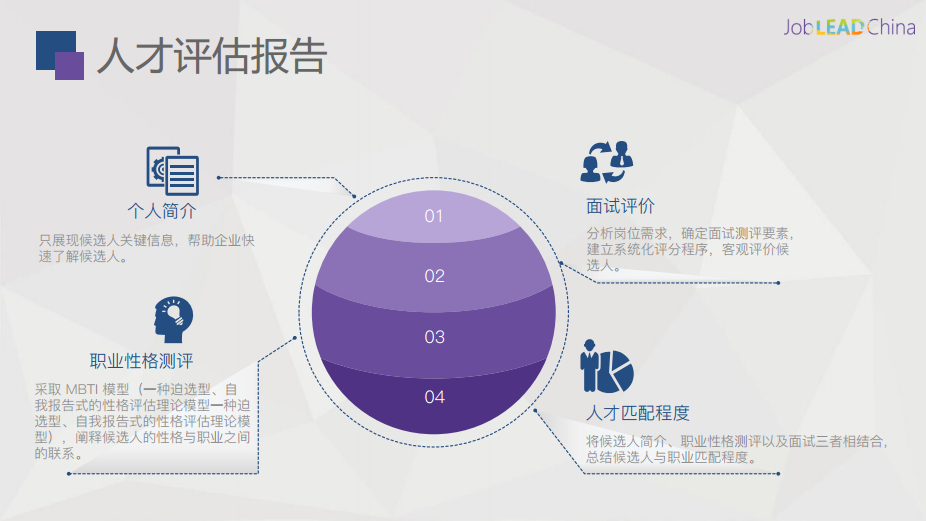 JobLEADChina
人才评估报告
个人简介
只展现候选人关键信息，帮助企业快
速了解候选人。
职业性格测评
采取 MBTI 模型（一种迫选型、自
我报告式的性格评估理论模型一种迫
选型、自我报告式的性格评估理论模
型），阐释候选人的性格与职业之间
的联系。
01
02
03
04
面试评价
分析岗位需求，确定面试测评要素，
建立系统化评分程序，客观评价候
选人。
人才匹配程度
将候选人简介、职业性格测评以及面试三者相结合，
总结候选人与职业匹配程度。